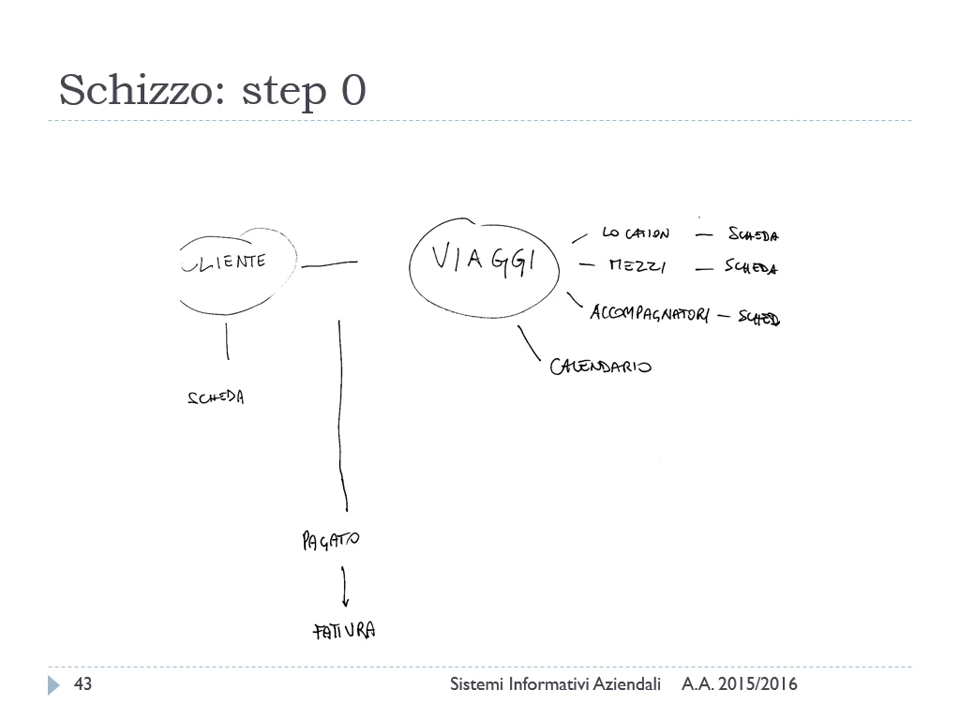 Schizzo: step 0
CLIENTE
SCHEDA
VIAGGI
LOCATION — SCHEDA
MEZZI — SCHEDA
ACCOMPAGNATORI — SCHED
CALENDARIO
PAGATO
FATTURA
43 Sistemi Informativi Aziendali A.A. 2015/2016